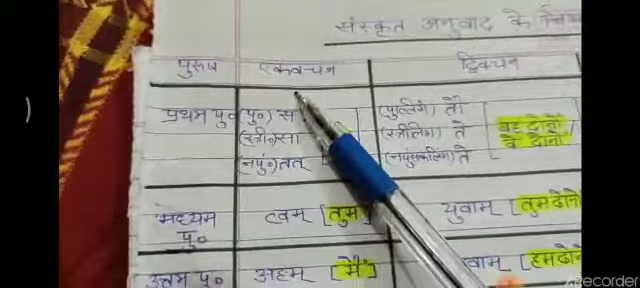 संस्कृत अनुवाद के नियम
पुरुष एकवचन द्विवचन
प्रथम पु० (पु०) स (पुल्लिंग) तौ
(स्त्री०) सा (स्त्रीलिंग) ते वह दोनों
वे दोनों
(नपुं०) तत् (नपुंसकलिंग) ते
मध्यम पु० त्वम् [तुम युवाम् [तुम दोनों
उत्तम पु० अहम् [मैं वाम् [हम दोनों
Recorder